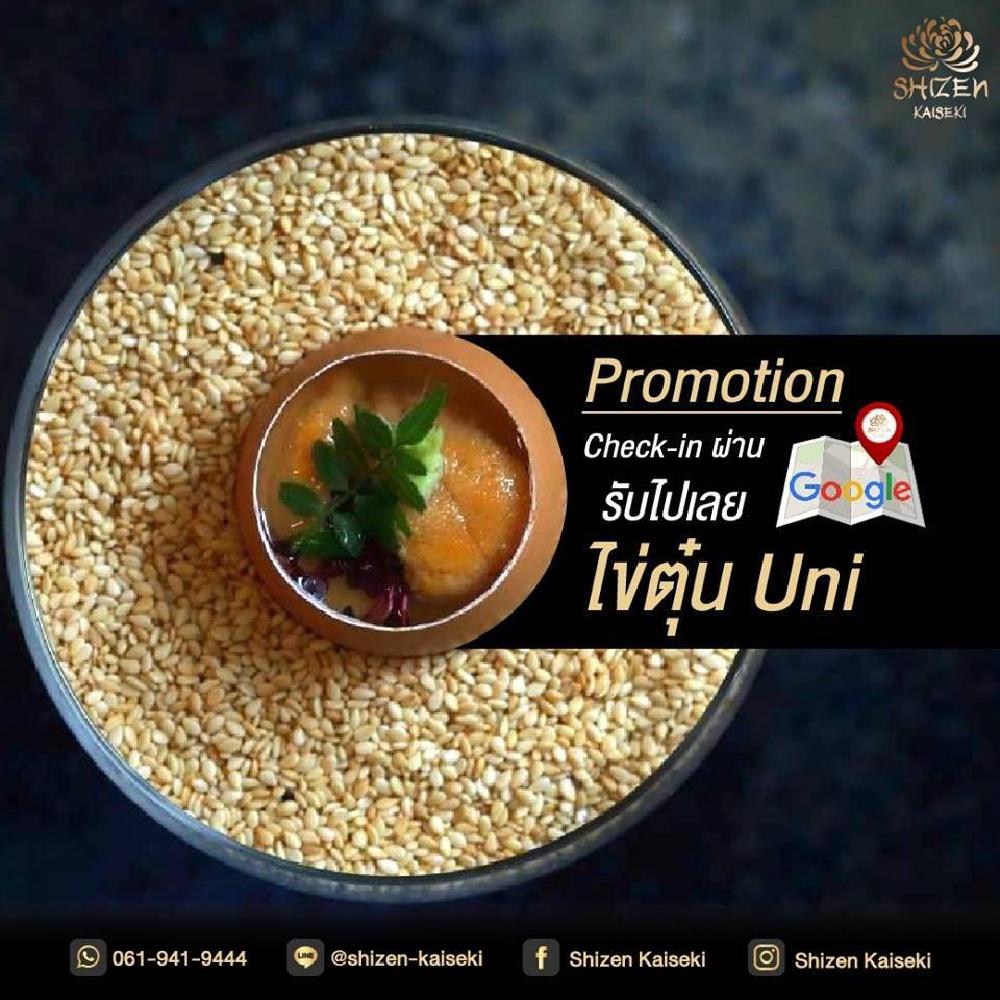 SHIZEN
KAISEKI
Promotion
Check-in ผ่าน
Google
รับไปเลย
ไข่ตุ๋น Uni
061-941-9444
LINE
@shizen-kaiseki
Shizen Kaiseki
Shizen Kaiseki